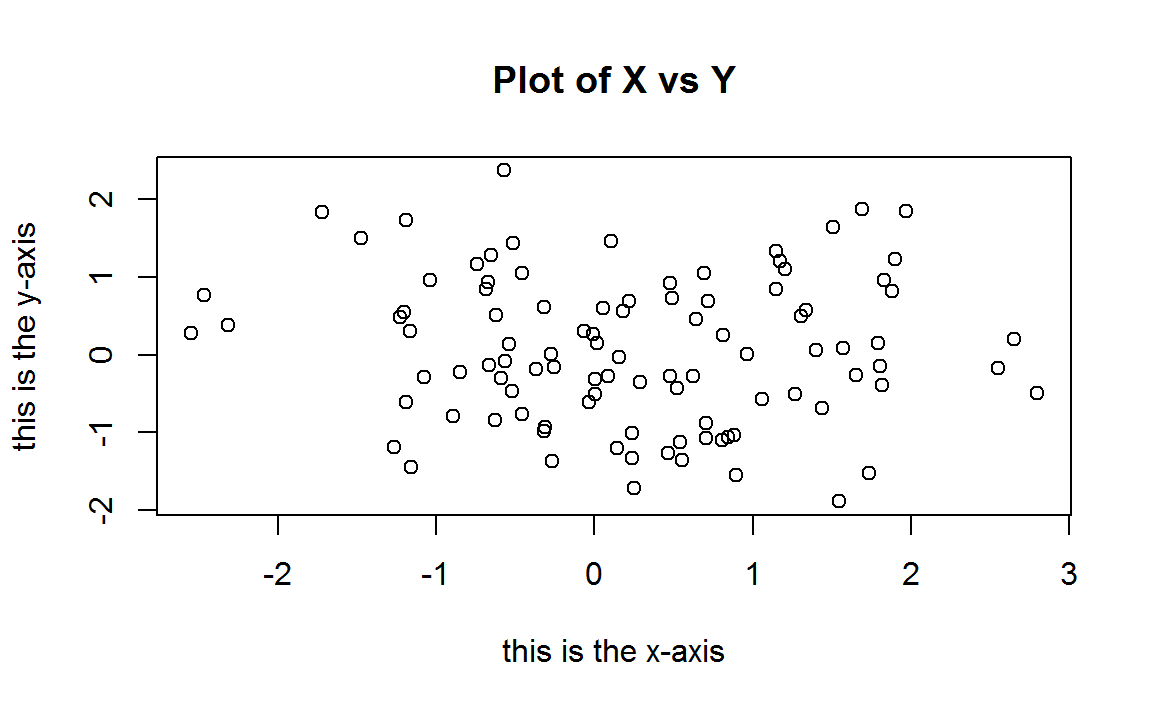 Plot of X vs Y
this is the y-axis
2
1
0
-1
-2
-2 -1 0 1 2 3
this is the x-axis